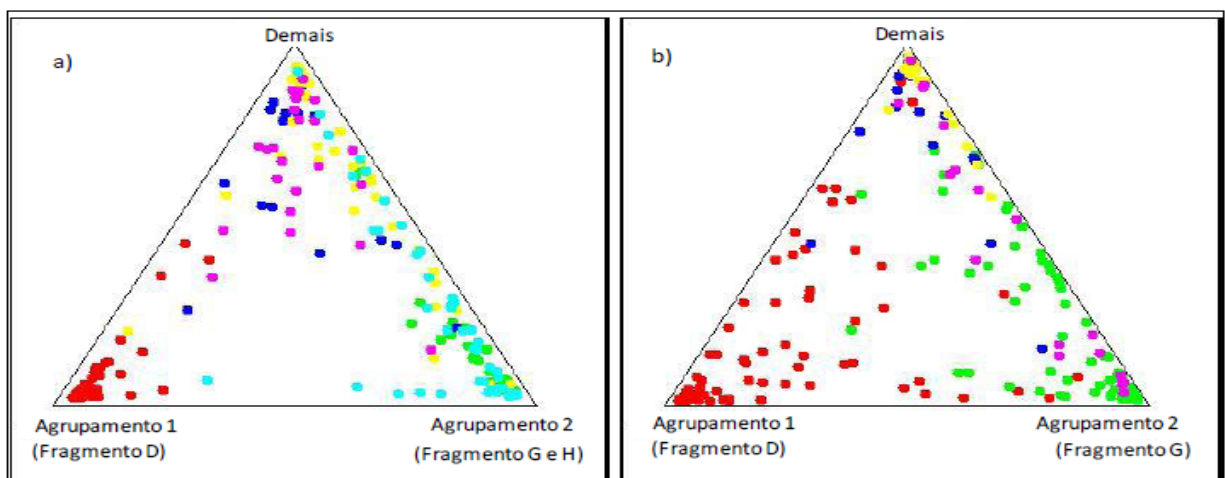 Demais
a)
Agrupamento 1
(Fragmento D)
Agrupamento 2
(Fragmento G e H)
Demais
b)
Agrupamento 1
(Fragmento D)
Agrupamento 2
(Fragmento G)